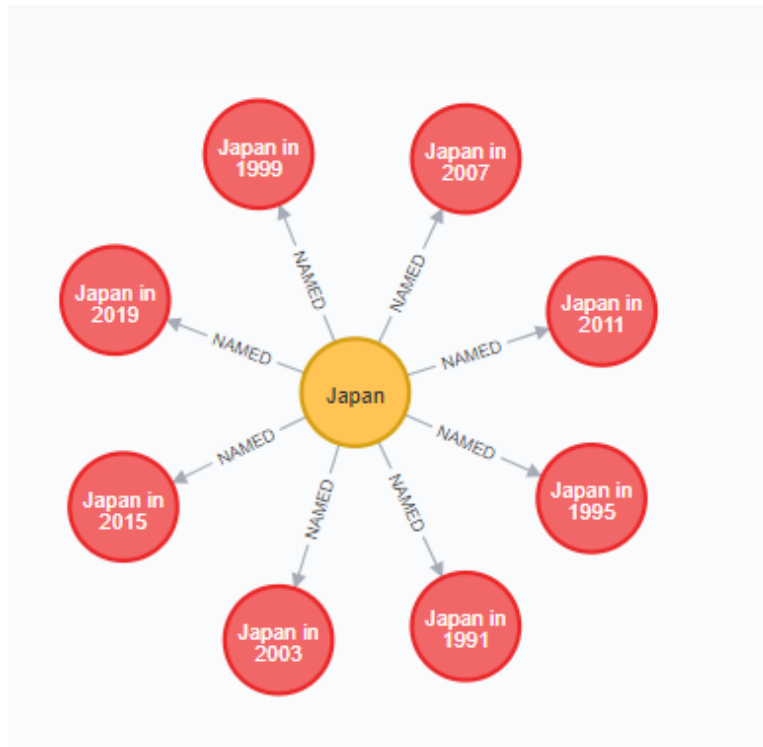 Japan in
1999
Japan in
2007
NAMED
NAMED
Japan in
2019
Japan in
2011
NAMED
NAMED
Japan
NAMED
NAMED
Japan in
2015
Japan in
1995
NAMED
NAMED
Japan in
2003
Japan in
1991